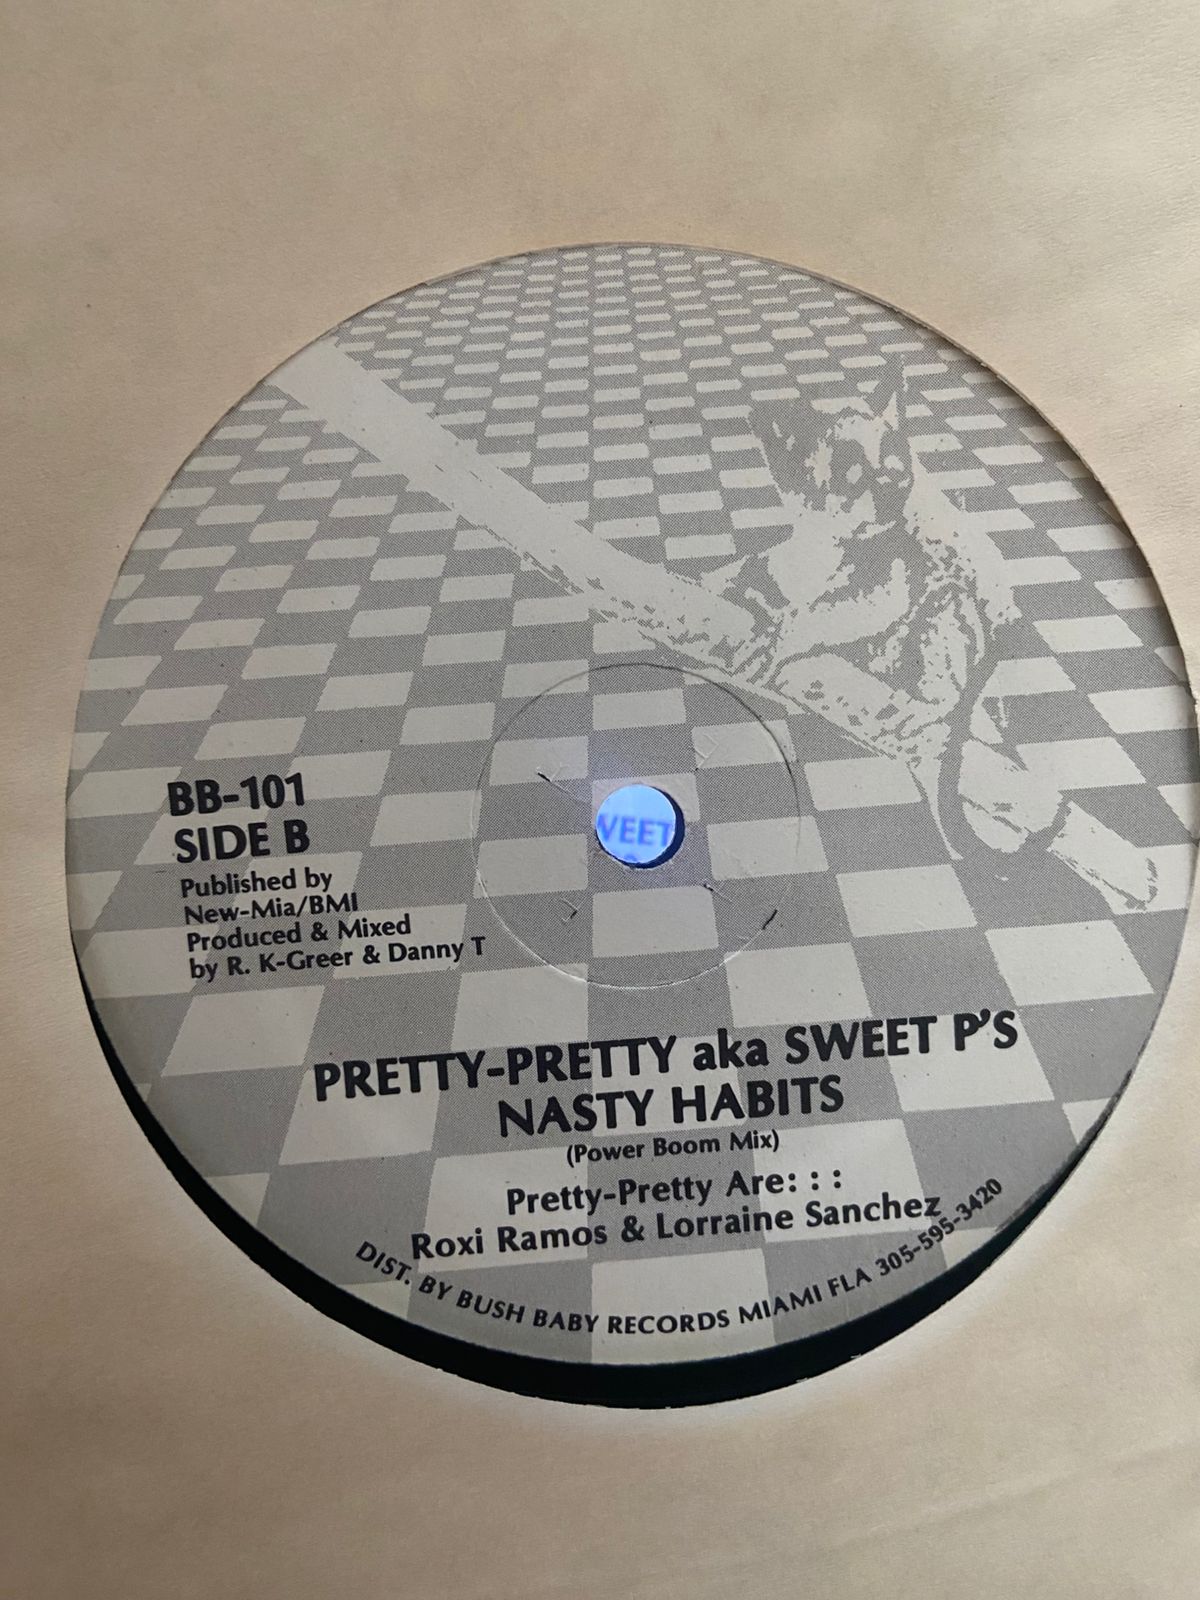 BB-101
SIDE B
Published by
New-Mia/BMI
Produced & Mixed
by R. K-Greer & Danny T
VEET
PRETTY-PRETTY aka SWEET P'S
NASTY HABITS
(Power Boom Mix)
Pretty-Pretty Are: : :
Roxi Ramos & Lorraine Sanchez
DIST. BY BUSH BABY RECORDS MIAMI FLA 305-595-3420